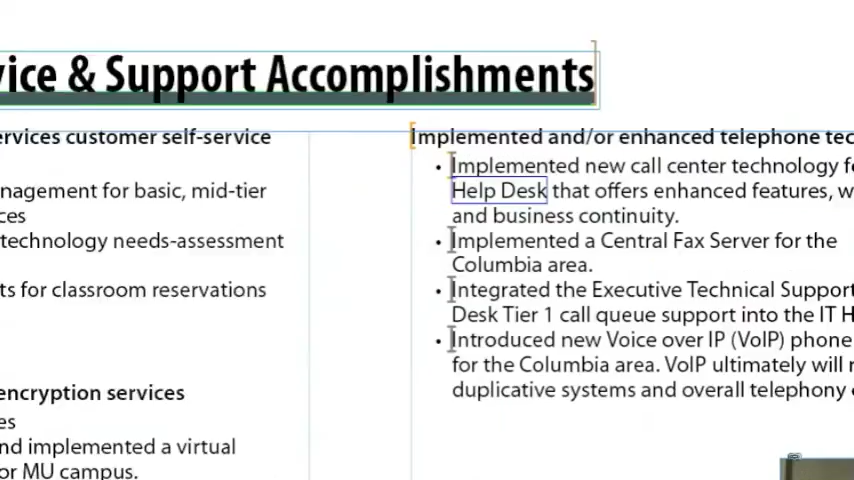 vice & Support Accomplishments
ervices customer self-service
nagement for basic, mid-tier
ces
technology needs-assessment
ts for classroom reservations
encryption services
es
nd implemented a virtual
or MU campus.
Implemented and/or enhanced telephone tec
• Implemented new call center technology f
Help Desk that offers enhanced features, w
and business continuity.
• Implemented a Central Fax Server for the
Columbia area.
• Integrated the Executive Technical Support
Desk Tier 1 call queue support into the IT H
• Introduced new Voice over IP (VoIP) phone
for the Columbia area. VoIP ultimately will r
duplicative systems and overall telephony